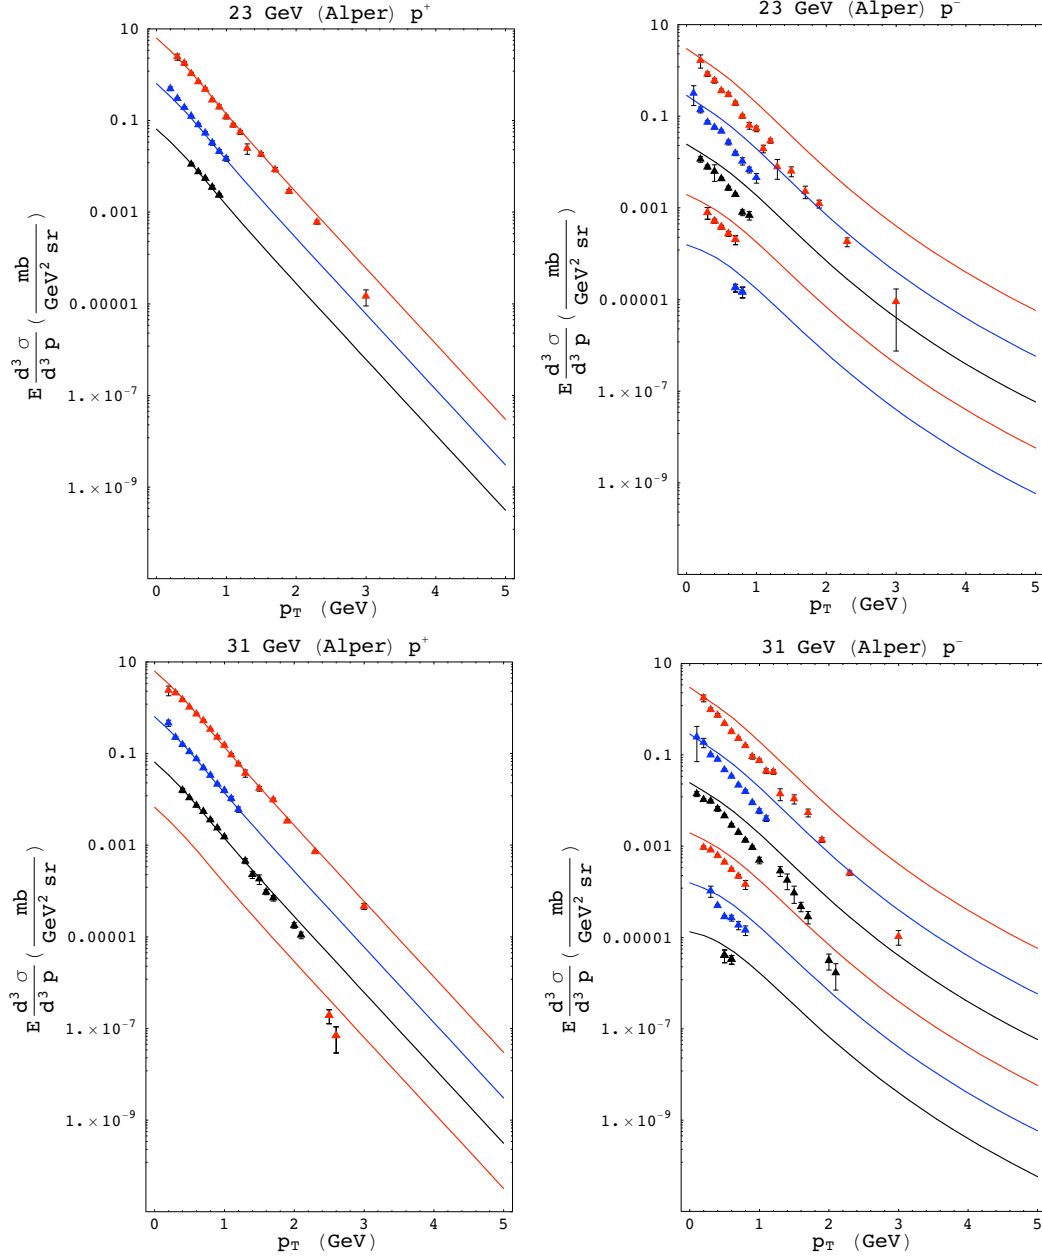 23 GeV (Alper) p⁺
10
0.1
0.001
0.00001
1.×10⁻⁷
1.×10⁻⁹
E d³σ/d³p (mb/GeV² sr)
0 1 2 3 4 5
p_T (GeV)
23 GeV (Alper) p⁻
10
0.1
0.001
0.00001
1.×10⁻⁷
1.×10⁻⁹
E d³σ/d³p (mb/GeV² sr)
0 1 2 3 4 5
p_T (GeV)
31 GeV (Alper) p⁺
10
0.1
0.001
0.00001
1.×10⁻⁷
1.×10⁻⁹
E d³σ/d³p (mb/GeV² sr)
0 1 2 3 4 5
p_T (GeV)
31 GeV (Alper) p⁻
10
0.1
0.001
0.00001
1.×10⁻⁷
1.×10⁻⁹
E d³σ/d³p (mb/GeV² sr)
0 1 2 3 4 5
p_T (GeV)